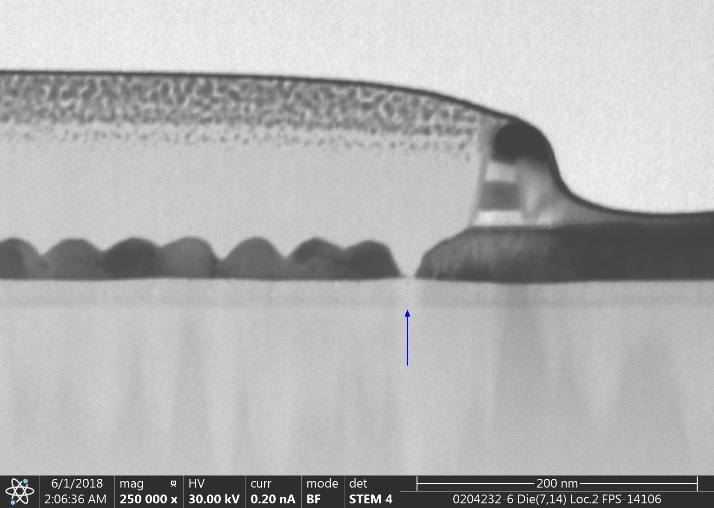 6/1/2018 mag HV curr mode det 200 nm
2:06:36 AM 250 000 x 30.00 kV 0.20 nA BF STEM 4 0204232-6 Die(7,14) Loc.2 FPS-14106